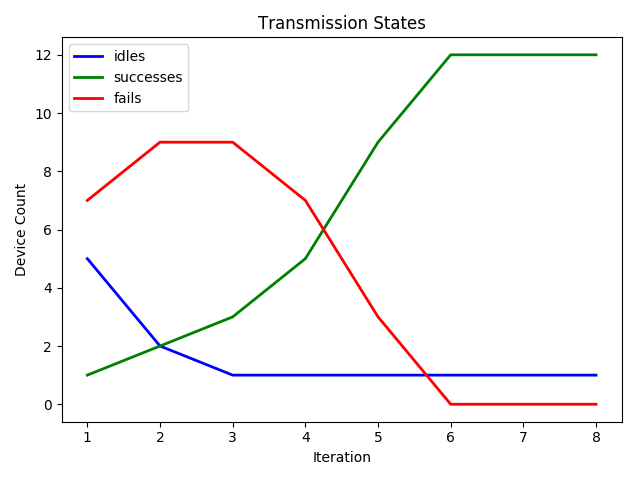 Transmission States
idles
successes
fails
12
10
8
6
4
2
0
Device Count
1 2 3 4 5 6 7 8
Iteration